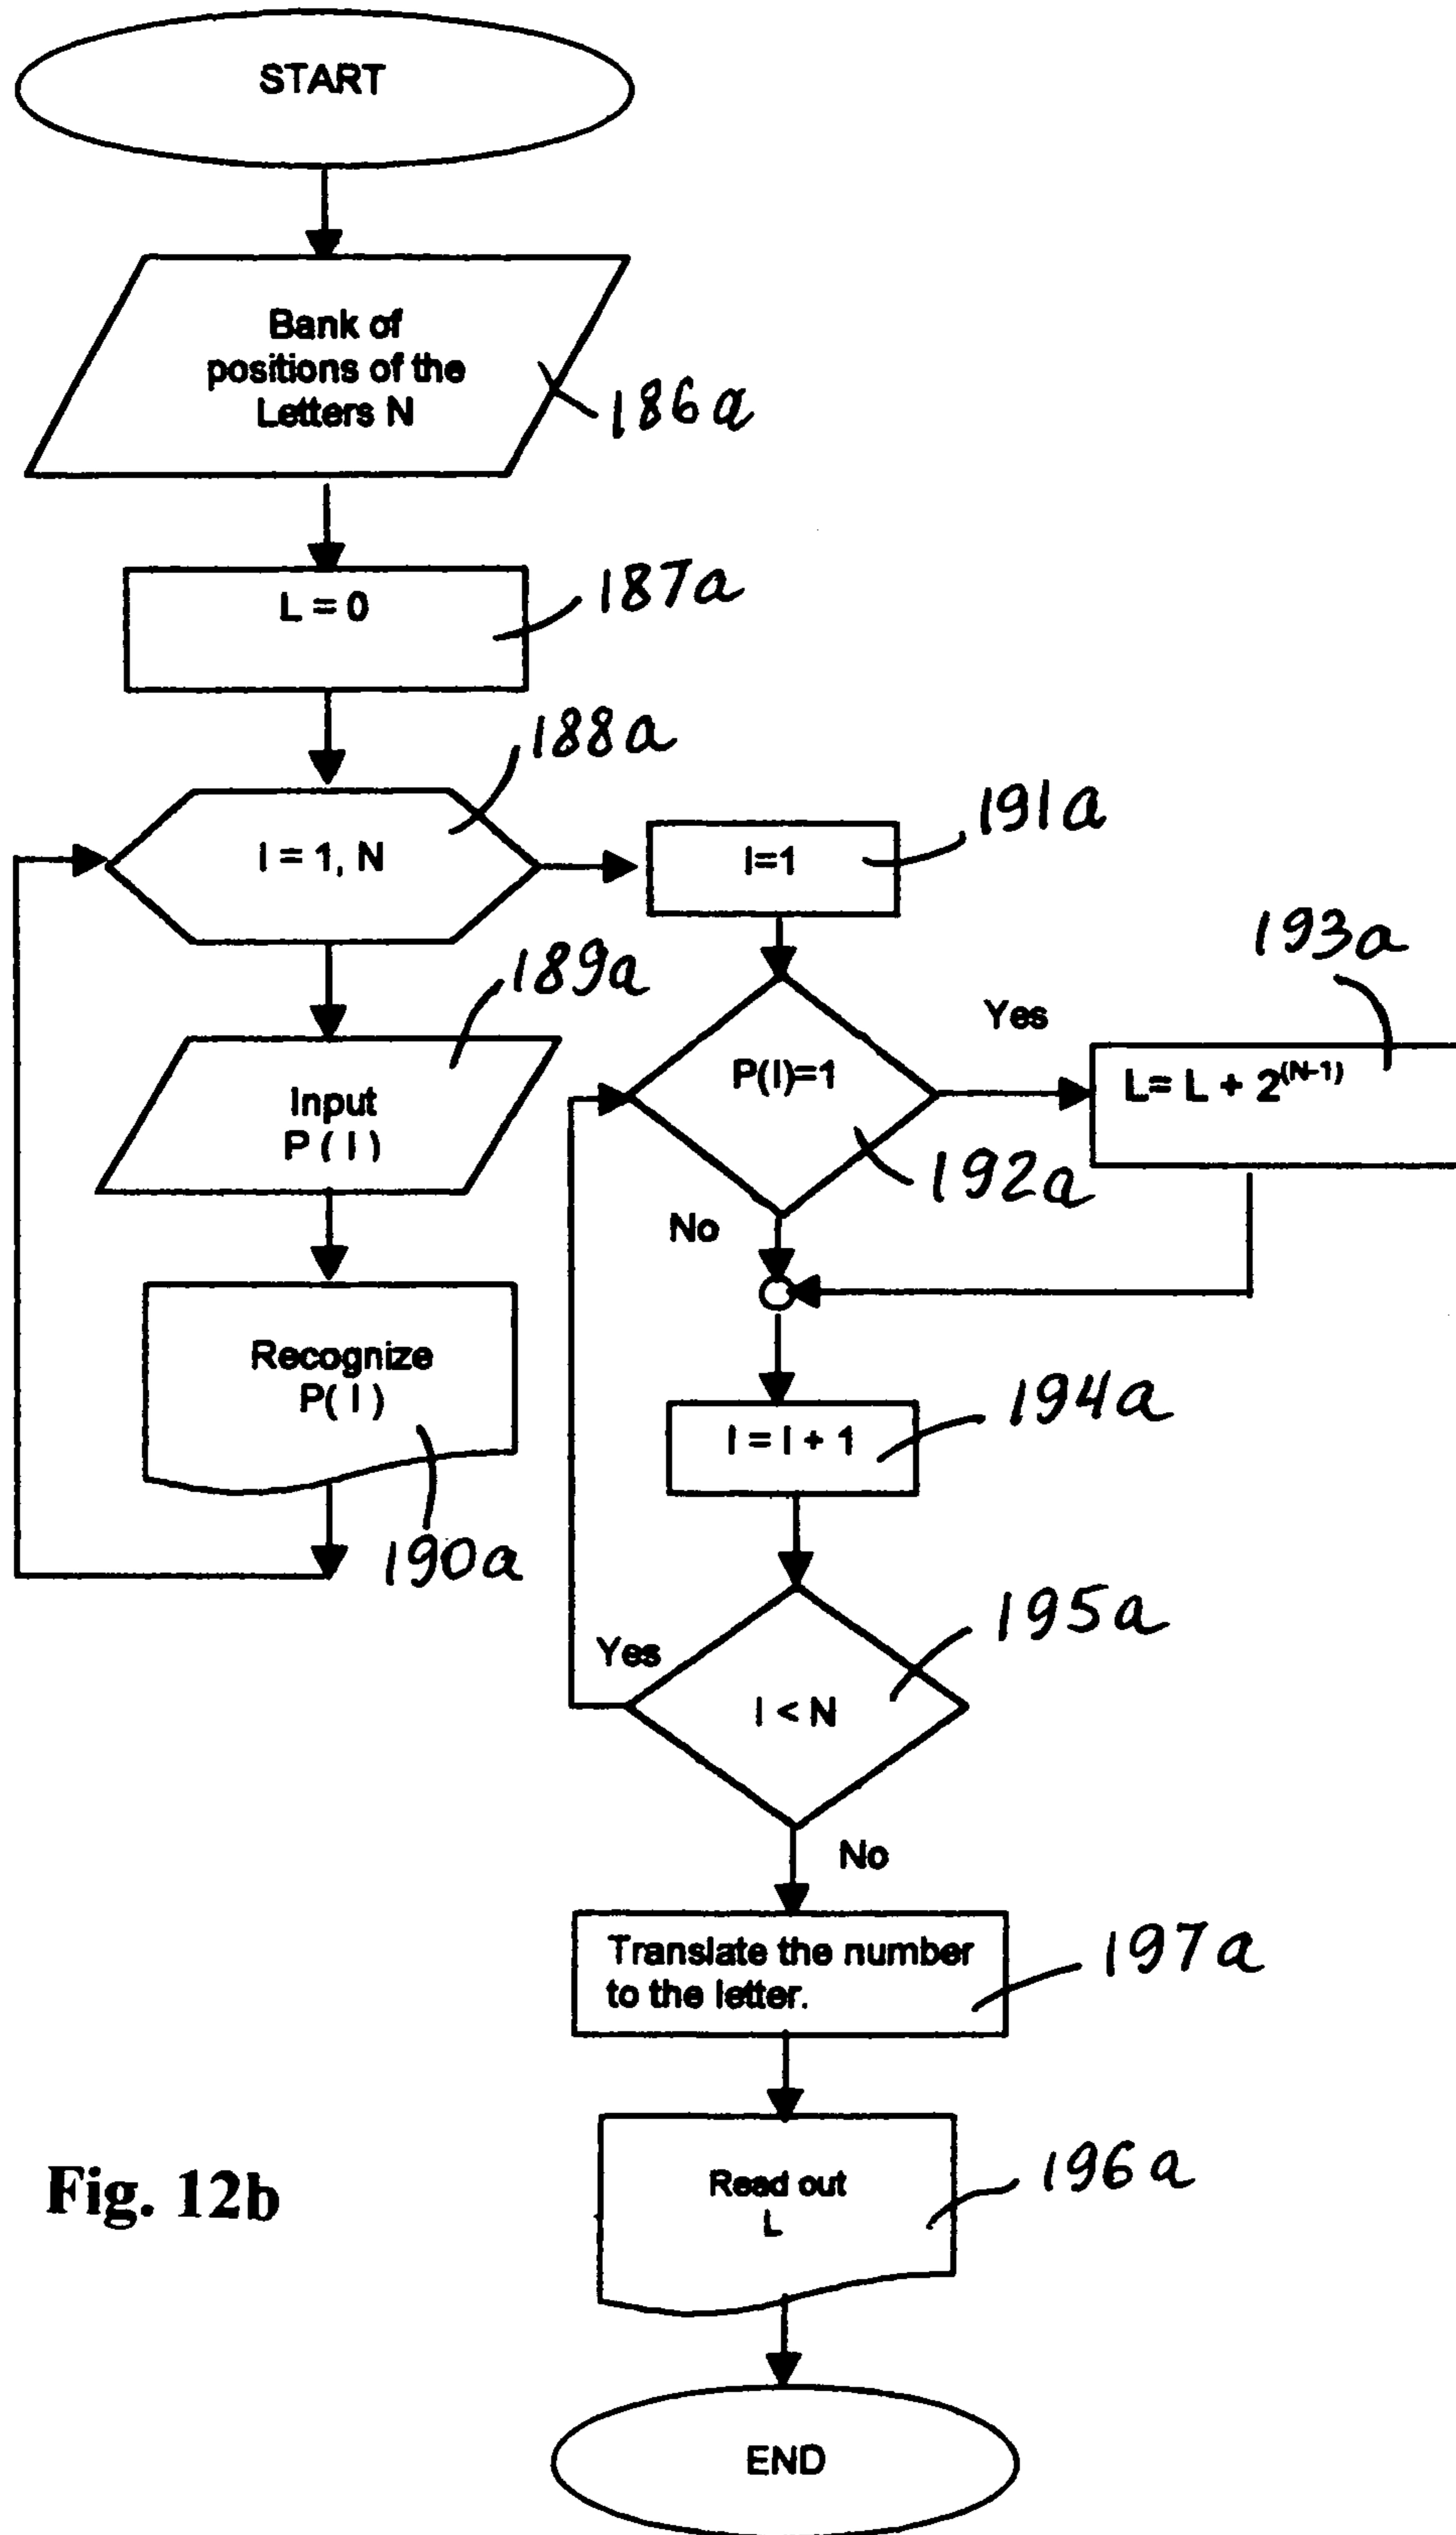 START
Bank of
positions of the
Letters N
186a
L = 0
187a
188a
I = 1, N
191a
I=1
189a
Input
P ( I )
193a
Yes
P(I)=1
L= L + 2^(N-1)
192a
No
Recognize
P( I )
190a
194a
I = I + 1
195a
Yes
I < N
No
Translate the number
to the letter.
197a
Read out
L
196a
Fig. 12b
END